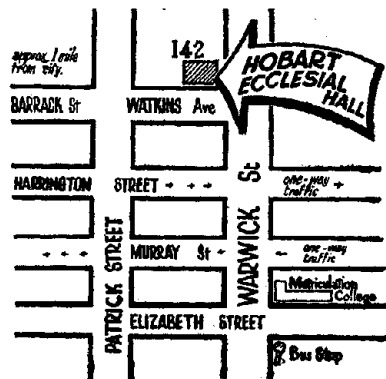 approx. 1 mile
from city.
142
HOBART
ECCLESIAL
HALL
BARRACK St
WATKINS Ave
HARRINGTON STREET
one-way
traffic
PATRICK STREET
WARWICK St
MURRAY St
one-way
traffic
Matriculation
College
ELIZABETH STREET
Bus Stop